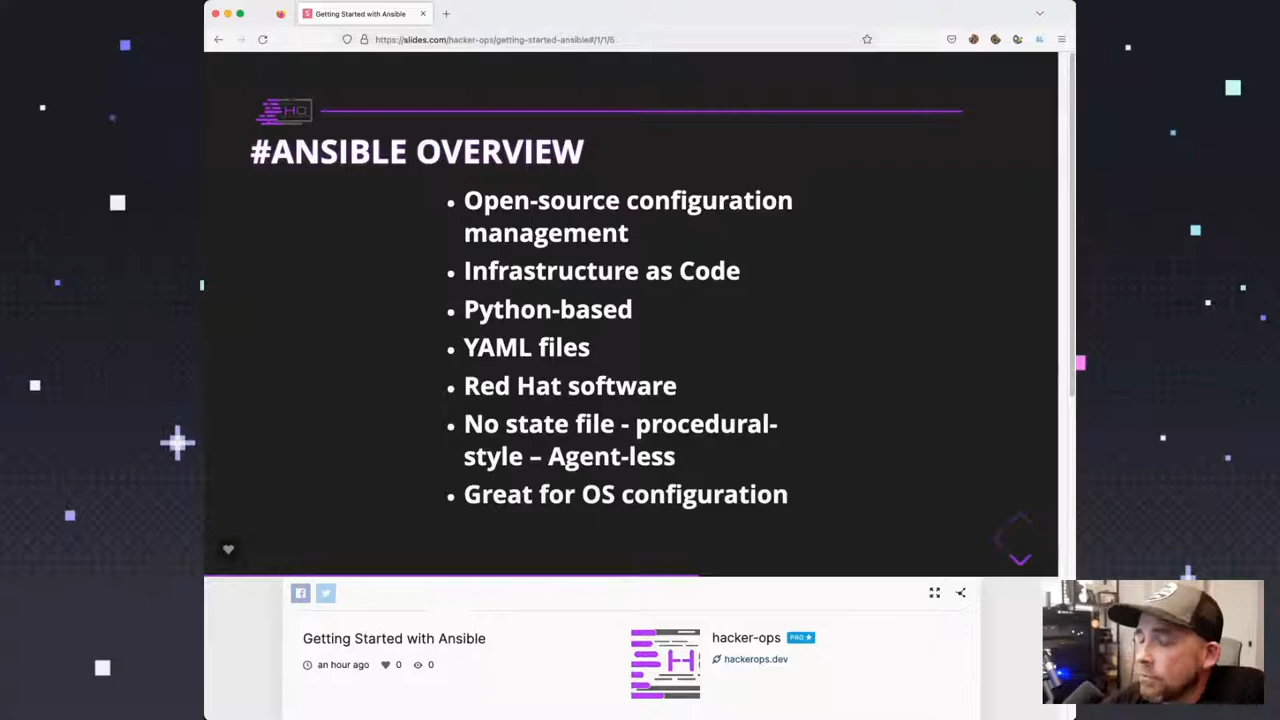 Getting Started with Ansible
https://slides.com/hacker-ops/getting-started-ansible#/1/1/6
HO
#ANSIBLE OVERVIEW
• Open-source configuration
management
• Infrastructure as Code
• Python-based
• YAML files
• Red Hat software
• No state file - procedural-
style – Agent-less
• Great for OS configuration
Getting Started with Ansible
an hour ago 0 0
hacker-ops PRO
hackerops.dev
H